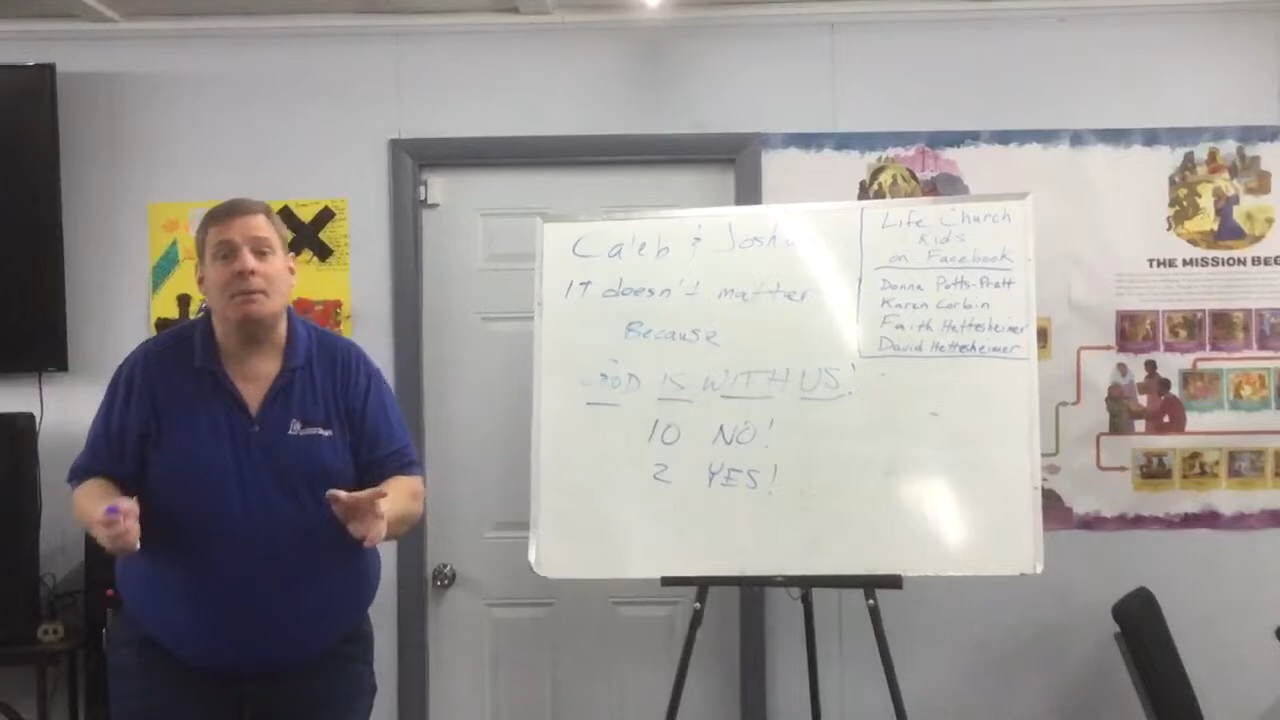 Caleb & Joshu
IT doesn't matter
Because
GOD IS WITH US!
10 NO!
2 YES!
Life Church
Kids
on Facebook
Donna Potts-Pratt
Karen Corbin
Faith Hettesheimer
David Hettesheimer
THE MISSION BEG